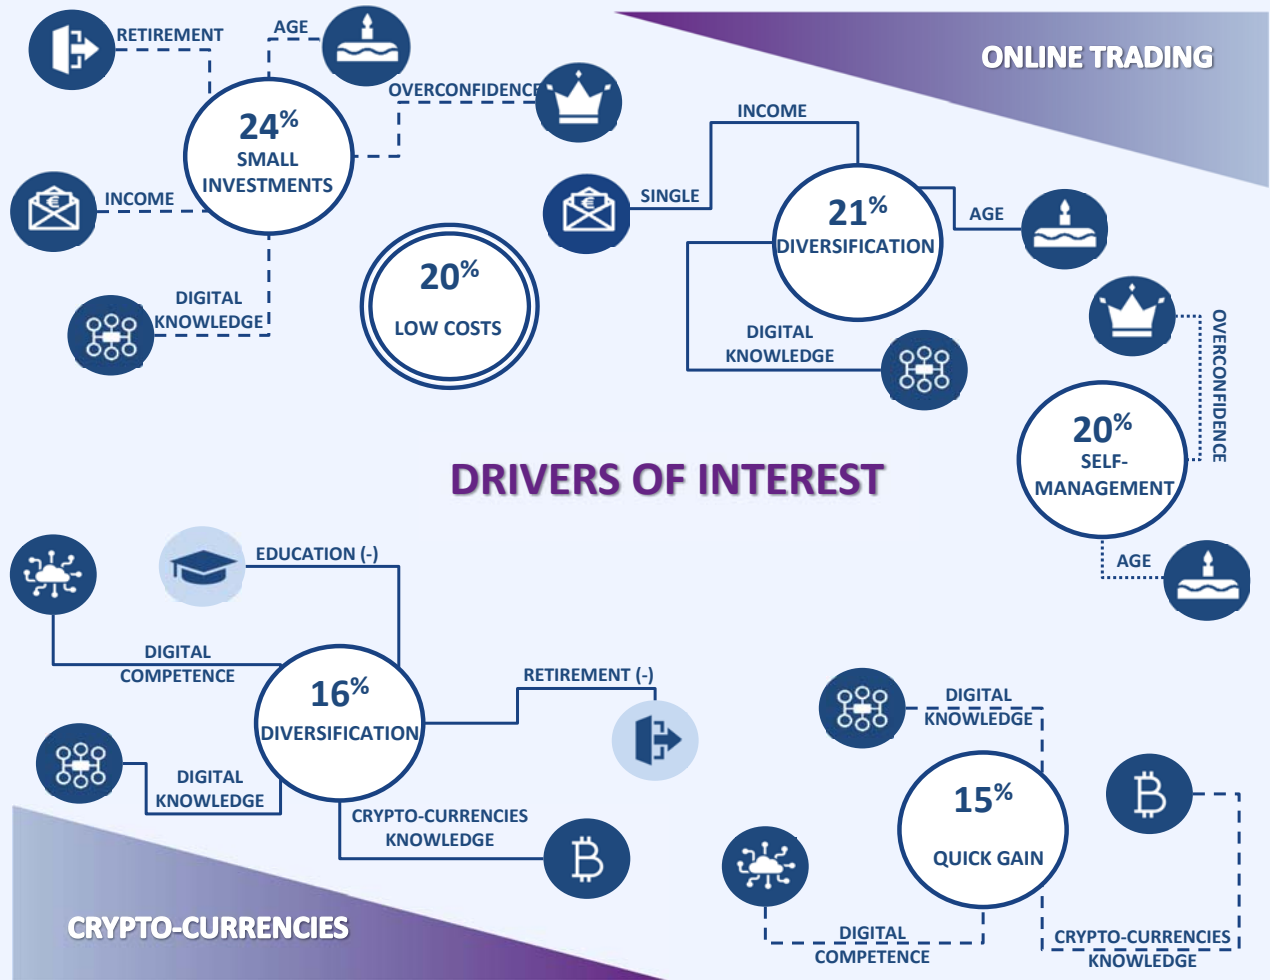 ONLINE TRADING
RETIREMENT
AGE
OVERCONFIDENCE
24%
SMALL
INVESTMENTS
INCOME
DIGITAL
KNOWLEDGE
20%
LOW COSTS
INCOME
SINGLE
21%
DIVERSIFICATION
AGE
DIGITAL
KNOWLEDGE
OVERCONFIDENCE
20%
SELF-
MANAGEMENT
AGE
DRIVERS OF INTEREST
EDUCATION (-)
DIGITAL
COMPETENCE
16%
DIVERSIFICATION
RETIREMENT (-)
DIGITAL
KNOWLEDGE
CRYPTO-CURRENCIES
KNOWLEDGE
DIGITAL
KNOWLEDGE
15%
QUICK GAIN
DIGITAL
COMPETENCE
CRYPTO-CURRENCIES
KNOWLEDGE
CRYPTO-CURRENCIES